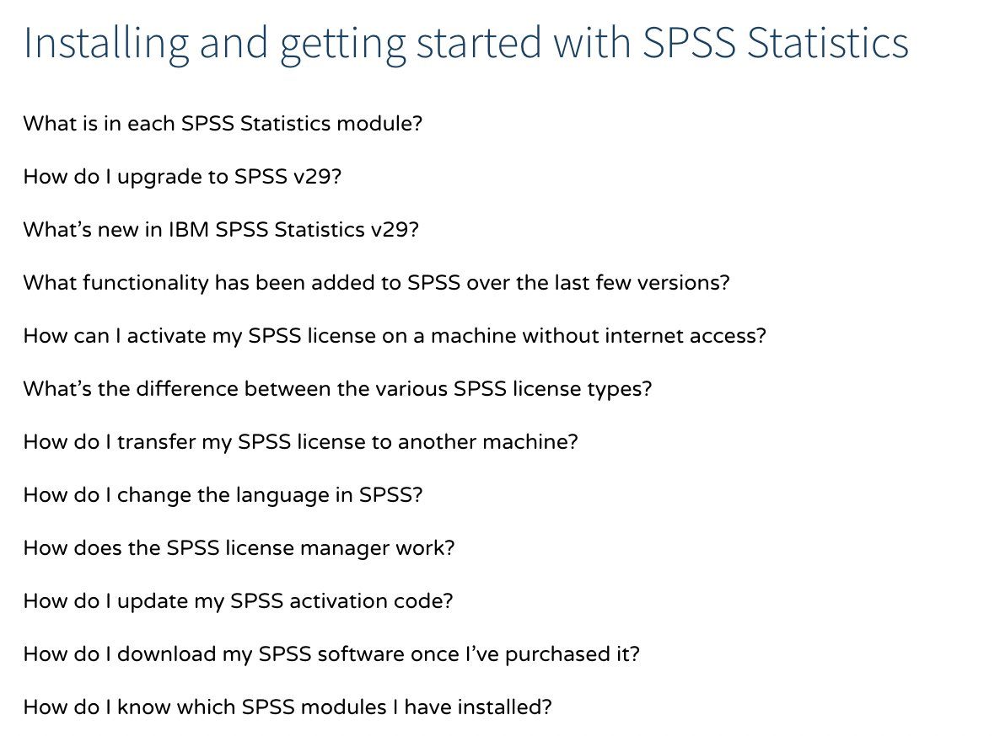 Installing and getting started with SPSS Statistics
What is in each SPSS Statistics module?
How do I upgrade to SPSS v29?
What’s new in IBM SPSS Statistics v29?
What functionality has been added to SPSS over the last few versions?
How can I activate my SPSS license on a machine without internet access?
What’s the difference between the various SPSS license types?
How do I transfer my SPSS license to another machine?
How do I change the language in SPSS?
How does the SPSS license manager work?
How do I update my SPSS activation code?
How do I download my SPSS software once I’ve purchased it?
How do I know which SPSS modules I have installed?